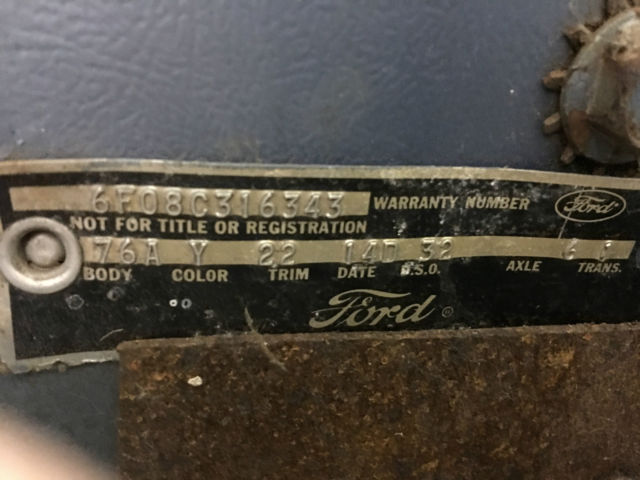 6F08C316343 WARRANTY NUMBER Ford
NOT FOR TITLE OR REGISTRATION
76A Y 22 14D 32 6
BODY COLOR TRIM DATE D.S.O. AXLE TRANS.
Ford ®